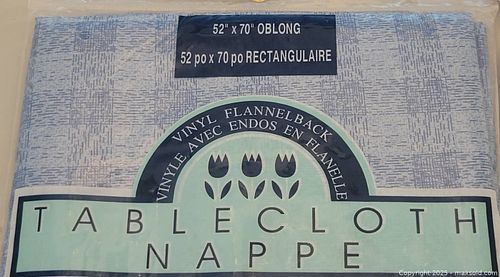 52" x 70" OBLONG
52 po x 70 po RECTANGULAIRE
VINYL FLANNELBACK
VINYLE AVEC ENDOS EN FLANELLE
TABLECLOTH
NAPPE
Copyright 2025 - maxsold.com